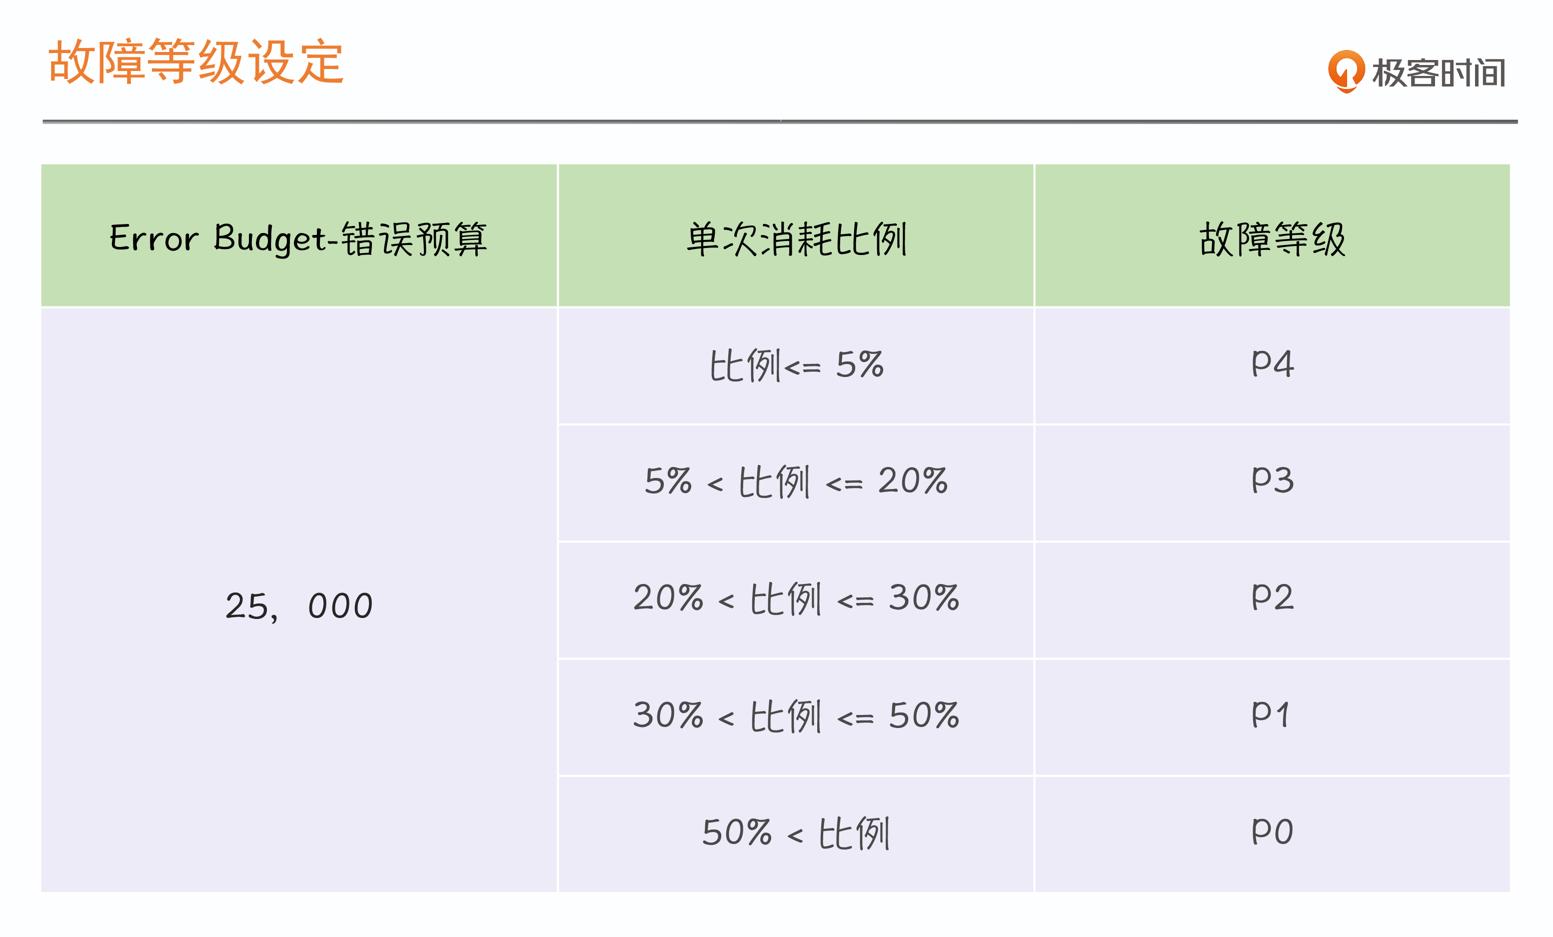 故障等级设定
极客时间
Error Budget-错误预算
单次消耗比例
故障等级
25，000
比例<= 5%
P4
5% < 比例 <= 20%
P3
20% < 比例 <= 30%
P2
30% < 比例 <= 50%
P1
50% < 比例
P0